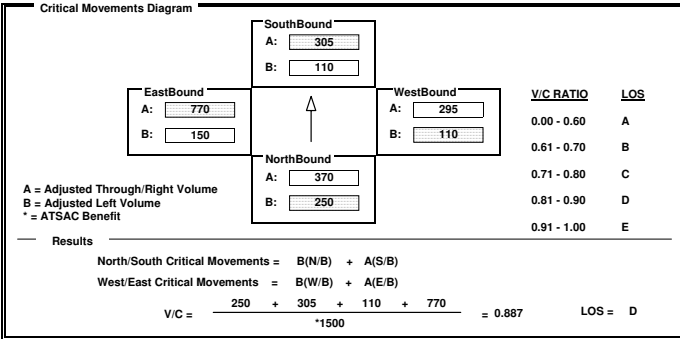 Critical Movements Diagram
SouthBound
A: 305
B: 110
EastBound
A: 770
B: 150
WestBound
A: 295
B: 110
NorthBound
A: 370
B: 250
V/C RATIO LOS
0.00 - 0.60 A
0.61 - 0.70 B
0.71 - 0.80 C
0.81 - 0.90 D
0.91 - 1.00 E
A = Adjusted Through/Right Volume
B = Adjusted Left Volume
* = ATSAC Benefit
Results
North/South Critical Movements = B(N/B) + A(S/B)
West/East Critical Movements = B(W/B) + A(E/B)
V/C = 250 + 305 + 110 + 770 = 0.887 LOS = D
*1500